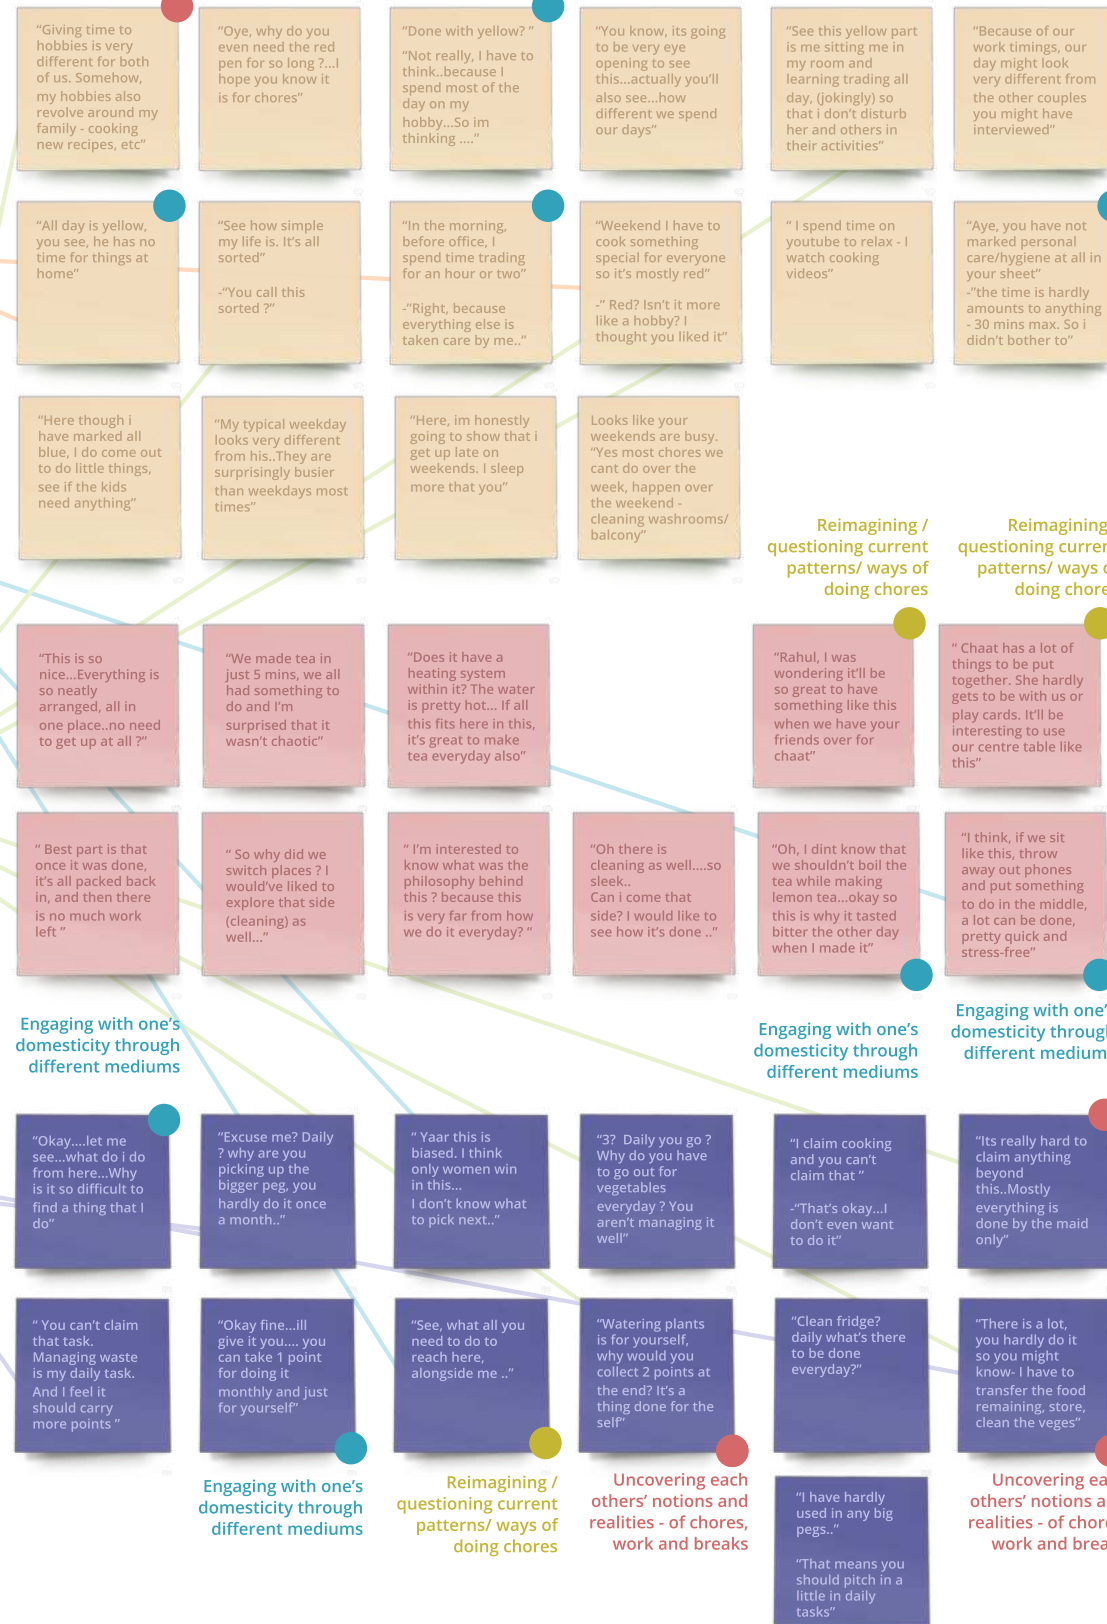 “Giving time to
hobbies is very
different for both
of us. Somehow,
my hobbies also
revolve around my
family - cooking
new recipes, etc”
“Oye, why do you
even need the red
pen for so long ?...I
hope you know it
is for chores”
“Done with yellow? ”
“Not really, I have to
think..because I
spend most of the
day on my
hobby...So im
thinking ....”
“You know, its going
to be very eye
opening to see
this...actually you’ll
also see...how
different we spend
our days”
“See this yellow part
is me sitting me in
my room and
learning trading all
day, (jokingly) so
that i don’t disturb
her and others in
their activities”
“Because of our
work timings, our
day might look
very different from
the other couples
you might have
interviewed”
“All day is yellow,
you see, he has no
time for things at
home”
“See how simple
my life is. It’s all
sorted”
-“You call this
sorted ?”
“In the morning,
before office, I
spend time trading
for an hour or two”
-“Right, because
everything else is
taken care by me..”
“Weekend I have to
cook something
special for everyone
so it’s mostly red”
-” Red? Isn’t it more
like a hobby? I
thought you liked it”
“ I spend time on
youtube to relax - I
watch cooking
videos”
“Aye, you have not
marked personal
care/hygiene at all in
your sheet”
-“the time is hardly
amounts to anything
- 30 mins max. So i
didn’t bother to”
“Here though i
have marked all
blue, I do come out
to do little things,
see if the kids
need anything”
“My typical weekday
looks very different
from his..They are
surprisingly busier
than weekdays most
times”
“Here, im honestly
going to show that i
get up late on
weekends. I sleep
more that you”
Looks like your
weekends are busy.
“Yes most chores we
cant do over the
week, happen over
the weekend -
cleaning washrooms/
balcony”
Reimagining /
questioning current
patterns/ ways of
doing chores
Reimagining
questioning curren
patterns/ ways o
doing chore
“This is so
nice...Everything is
so neatly
arranged, all in
one place..no need
to get up at all ?”
“We made tea in
just 5 mins, we all
had something to
do and I’m
surprised that it
wasn’t chaotic”
“Does it have a
heating system
within it? The water
is pretty hot... If all
this fits here in this,
it’s great to make
tea everyday also”
“Rahul, I was
wondering it’ll be
so great to have
something like this
when we have your
friends over for
chaat”
“ Chaat has a lot of
things to be put
together. She hardly
gets to be with us or
play cards. It’ll be
interesting to use
our centre table like
this”
“ Best part is that
once it was done,
it’s all packed back
in, and then there
is no much work
left ”
“ So why did we
switch places ? I
would’ve liked to
explore that side
(cleaning) as
well...”
“ I’m interested to
know what was the
philosophy behind
this ? because this
is very far from how
we do it everyday? “
“Oh there is
cleaning as well....so
sleek..
Can i come that
side? I would like to
see how it’s done ..”
“Oh, I dint know that
we shouldn’t boil the
tea while making
lemon tea...okay so
this is why it tasted
bitter the other day
when I made it”
“I think, if we sit
like this, throw
away out phones
and put something
to do in the middle,
a lot can be done,
pretty quick and
stress-free”
Engaging with one’s
domesticity through
different mediums
Engaging with one’s
domesticity through
different mediums
Engaging with one’
domesticity through
different medium
“Okay....let me
see...what do i do
from here...Why
is it so difficult to
find a thing that I
do”
“Excuse me? Daily
? why are you
picking up the
bigger peg, you
hardly do it once
a month..”
“ Yaar this is
biased. I think
only women win
in this...
I don’t know what
to pick next..”
“3? Daily you go ?
Why do you have
to go out for
vegetables
everyday ? You
aren’t managing it
well”
“I claim cooking
and you can’t
claim that ”
-“That’s okay...I
don’t even want
to do it”
“Its really hard to
claim anything
beyond
this..Mostly
everything is
done by the maid
only”
“ You can’t claim
that task.
Managing waste
is my daily task.
And I feel it
should carry
more points ”
“Okay fine...ill
give it you.... you
can take 1 point
for doing it
monthly and just
for yourself”
“See, what all you
need to do to
reach here,
alongside me ..”
“Watering plants
is for yourself,
why would you
collect 2 points at
the end? It’s a
thing done for the
self”
“Clean fridge?
daily what’s there
to be done
everyday?”
“There is a lot,
you hardly do it
so you might
know- I have to
transfer the food
remaining, store,
clean the veges”
Engaging with one’s
domesticity through
different mediums
Reimagining /
questioning current
patterns/ ways of
doing chores
Uncovering each
others’ notions and
realities - of chores,
work and breaks
Uncovering ea
others’ notions a
realities - of chor
work and brea
“I have hardly
used in any big
pegs..”
“That means you
should pitch in a
little in daily
tasks”